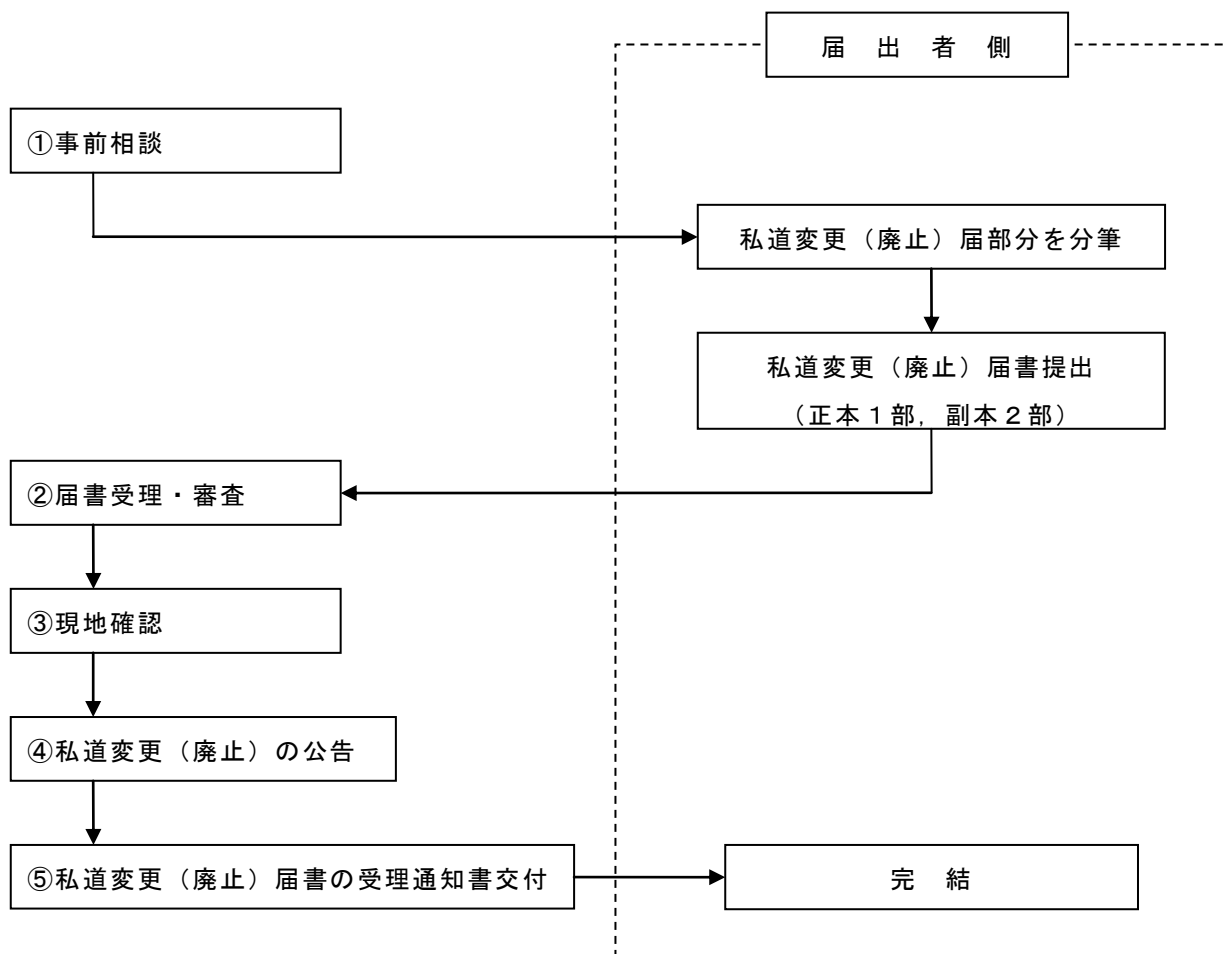 届　出　者　側
①事前相談
私道変更（廃止）届部分を分筆
私道変更（廃止）届書提出
（正本１部，副本２部）
②届書受理・審査
③現地確認
④私道変更（廃止）の公告
⑤私道変更（廃止）届書の受理通知書交付
完　結